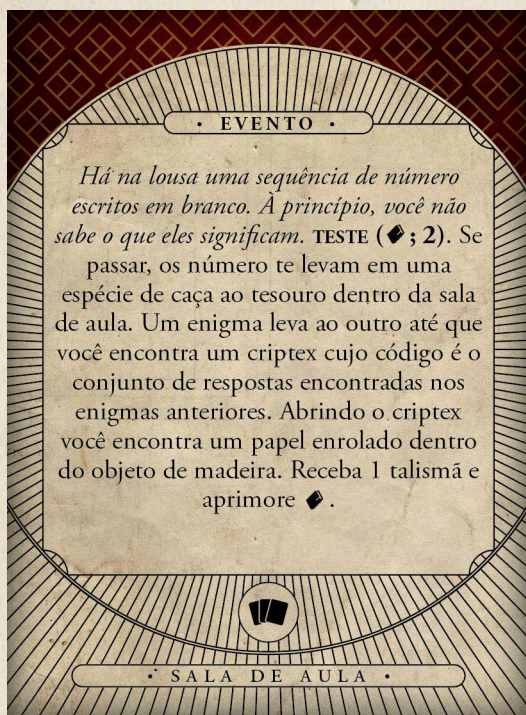 • EVENTO •
Há na lousa uma sequência de número
escritos em branco. À princípio, você não
sabe o que eles significam. TESTE ( ; 2). Se
passar, os número te levam em uma
espécie de caça ao tesouro dentro da sala
de aula. Um enigma leva ao outro até que
você encontra um criptex cujo código é o
conjunto de respostas encontradas nos
enigmas anteriores. Abrindo o criptex
você encontra um papel enrolado dentro
do objeto de madeira. Receba 1 talismã e
aprimore .
• SALA DE AULA •